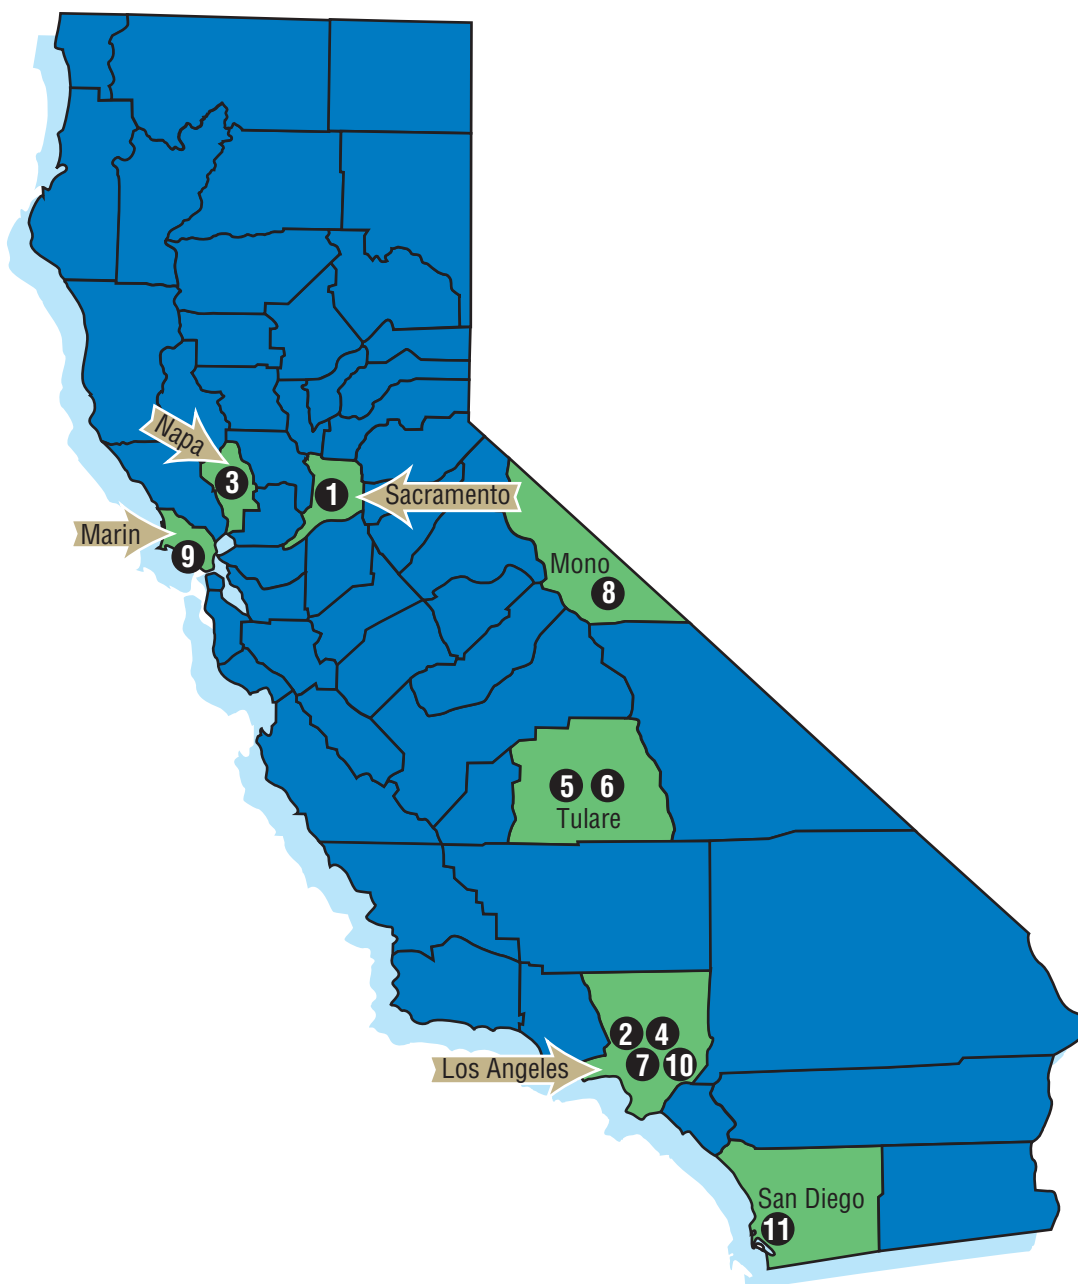 Napa
3
1
Sacramento
Marin
9
Mono
8
5 6
Tulare
2 4
Los Angeles
7 10
San Diego
11